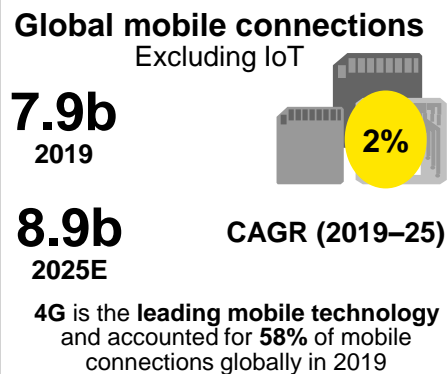 Global mobile connections
Excluding IoT
7.9b
2019
2%
8.9b
2025E
CAGR (2019–25)
4G is the leading mobile technology
and accounted for 58% of mobile
connections globally in 2019